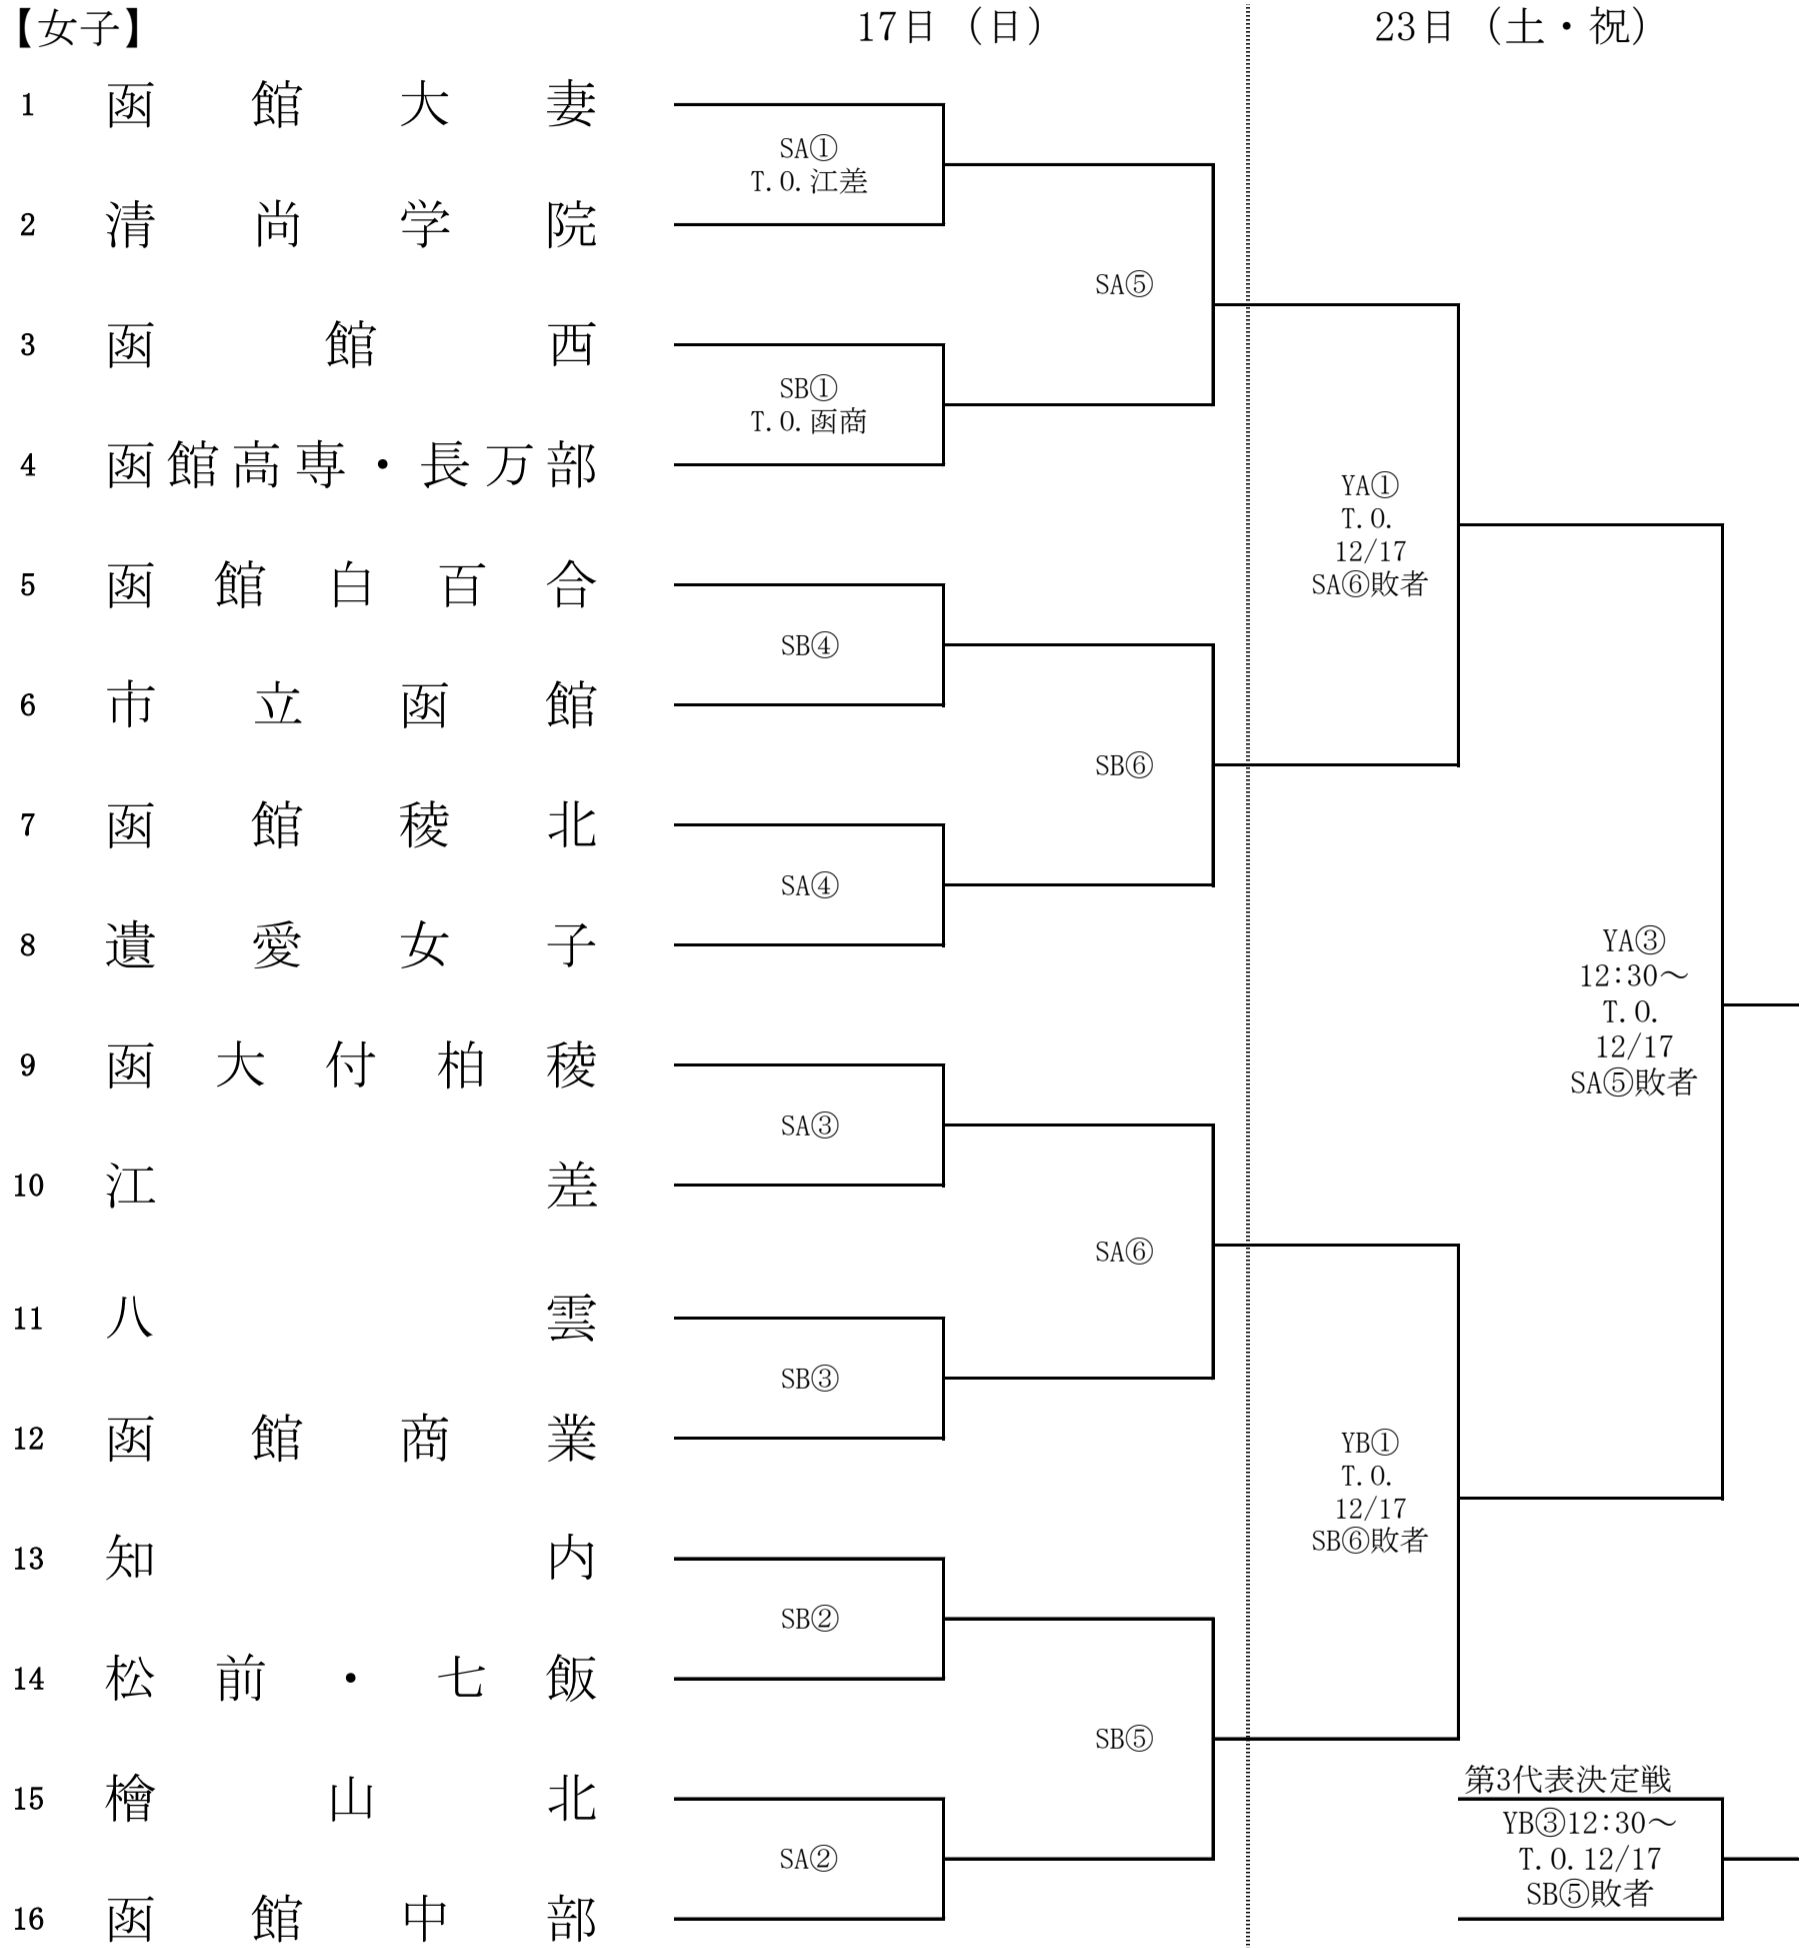 【女子】 17日（日） 23日（土・祝）
1 函館大妻
SA①
T.O.江差
2 清尚学院
SA⑤
3 函館西
SB①
T.O.函商
4 函館高専・長万部
YA①
T.O.
12/17
SA⑥敗者
5 函館白百合
SB④
6 市立函館
SB⑥
7 函館稜北
SA④
8 遺愛女子
YA③
12:30～
T.O.
12/17
SA⑤敗者
9 函大付柏稜
SA③
10 江差
SA⑥
11 八雲
SB③
12 函館商業
YB①
T.O.
12/17
SB⑥敗者
13 知内
SB②
14 松前・七飯
SB⑤
15 檜山北
SA②
16 函館中部
第3代表決定戦
YB③12:30～
T.O.12/17
SB⑤敗者